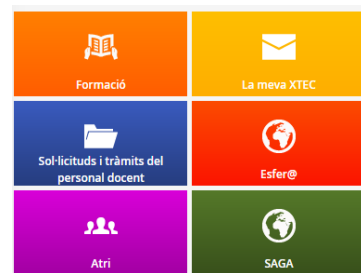 Formació
La meva XTEC
Sol·licituds i tràmits del
personal docent
Esfer@
Atri
SAGA